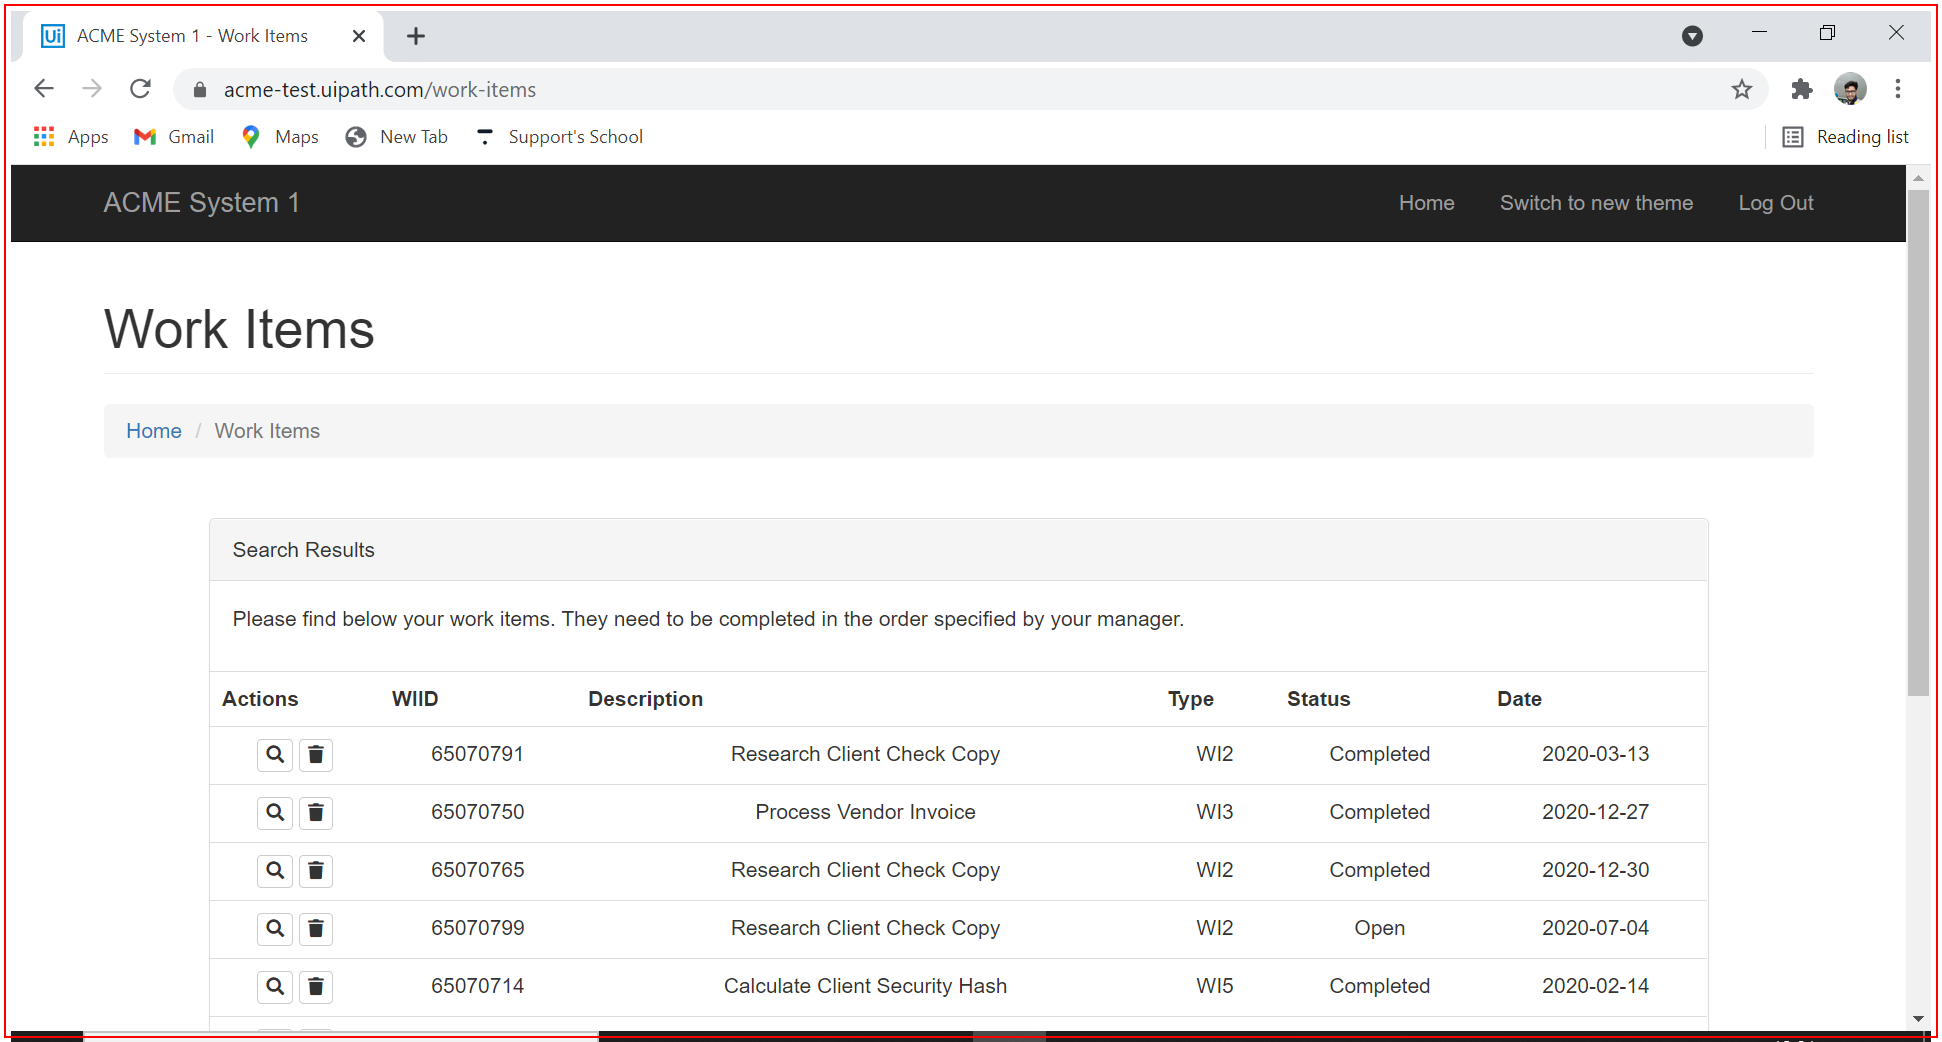 Ui ACME System 1 - Work Items
acme-test.uipath.com/work-items
Apps Gmail Maps New Tab Support's School Reading list
ACME System 1 Home Switch to new theme Log Out
Work Items
Home / Work Items
Search Results
Please find below your work items. They need to be completed in the order specified by your manager.
Actions WIID Description Type Status Date
65070791 Research Client Check Copy WI2 Completed 2020-03-13
65070750 Process Vendor Invoice WI3 Completed 2020-12-27
65070765 Research Client Check Copy WI2 Completed 2020-12-30
65070799 Research Client Check Copy WI2 Open 2020-07-04
65070714 Calculate Client Security Hash WI5 Completed 2020-02-14